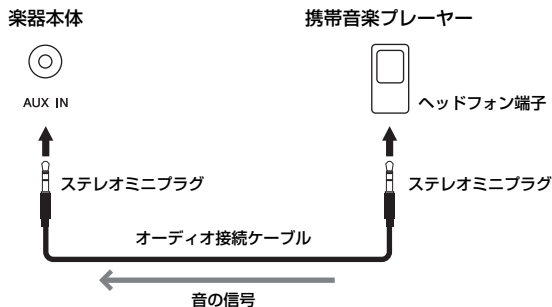 楽器本体
携帯音楽プレーヤー
AUX IN
ヘッドフォン端子
ステレオミニプラグ
ステレオミニプラグ
オーディオ接続ケーブル
音の信号